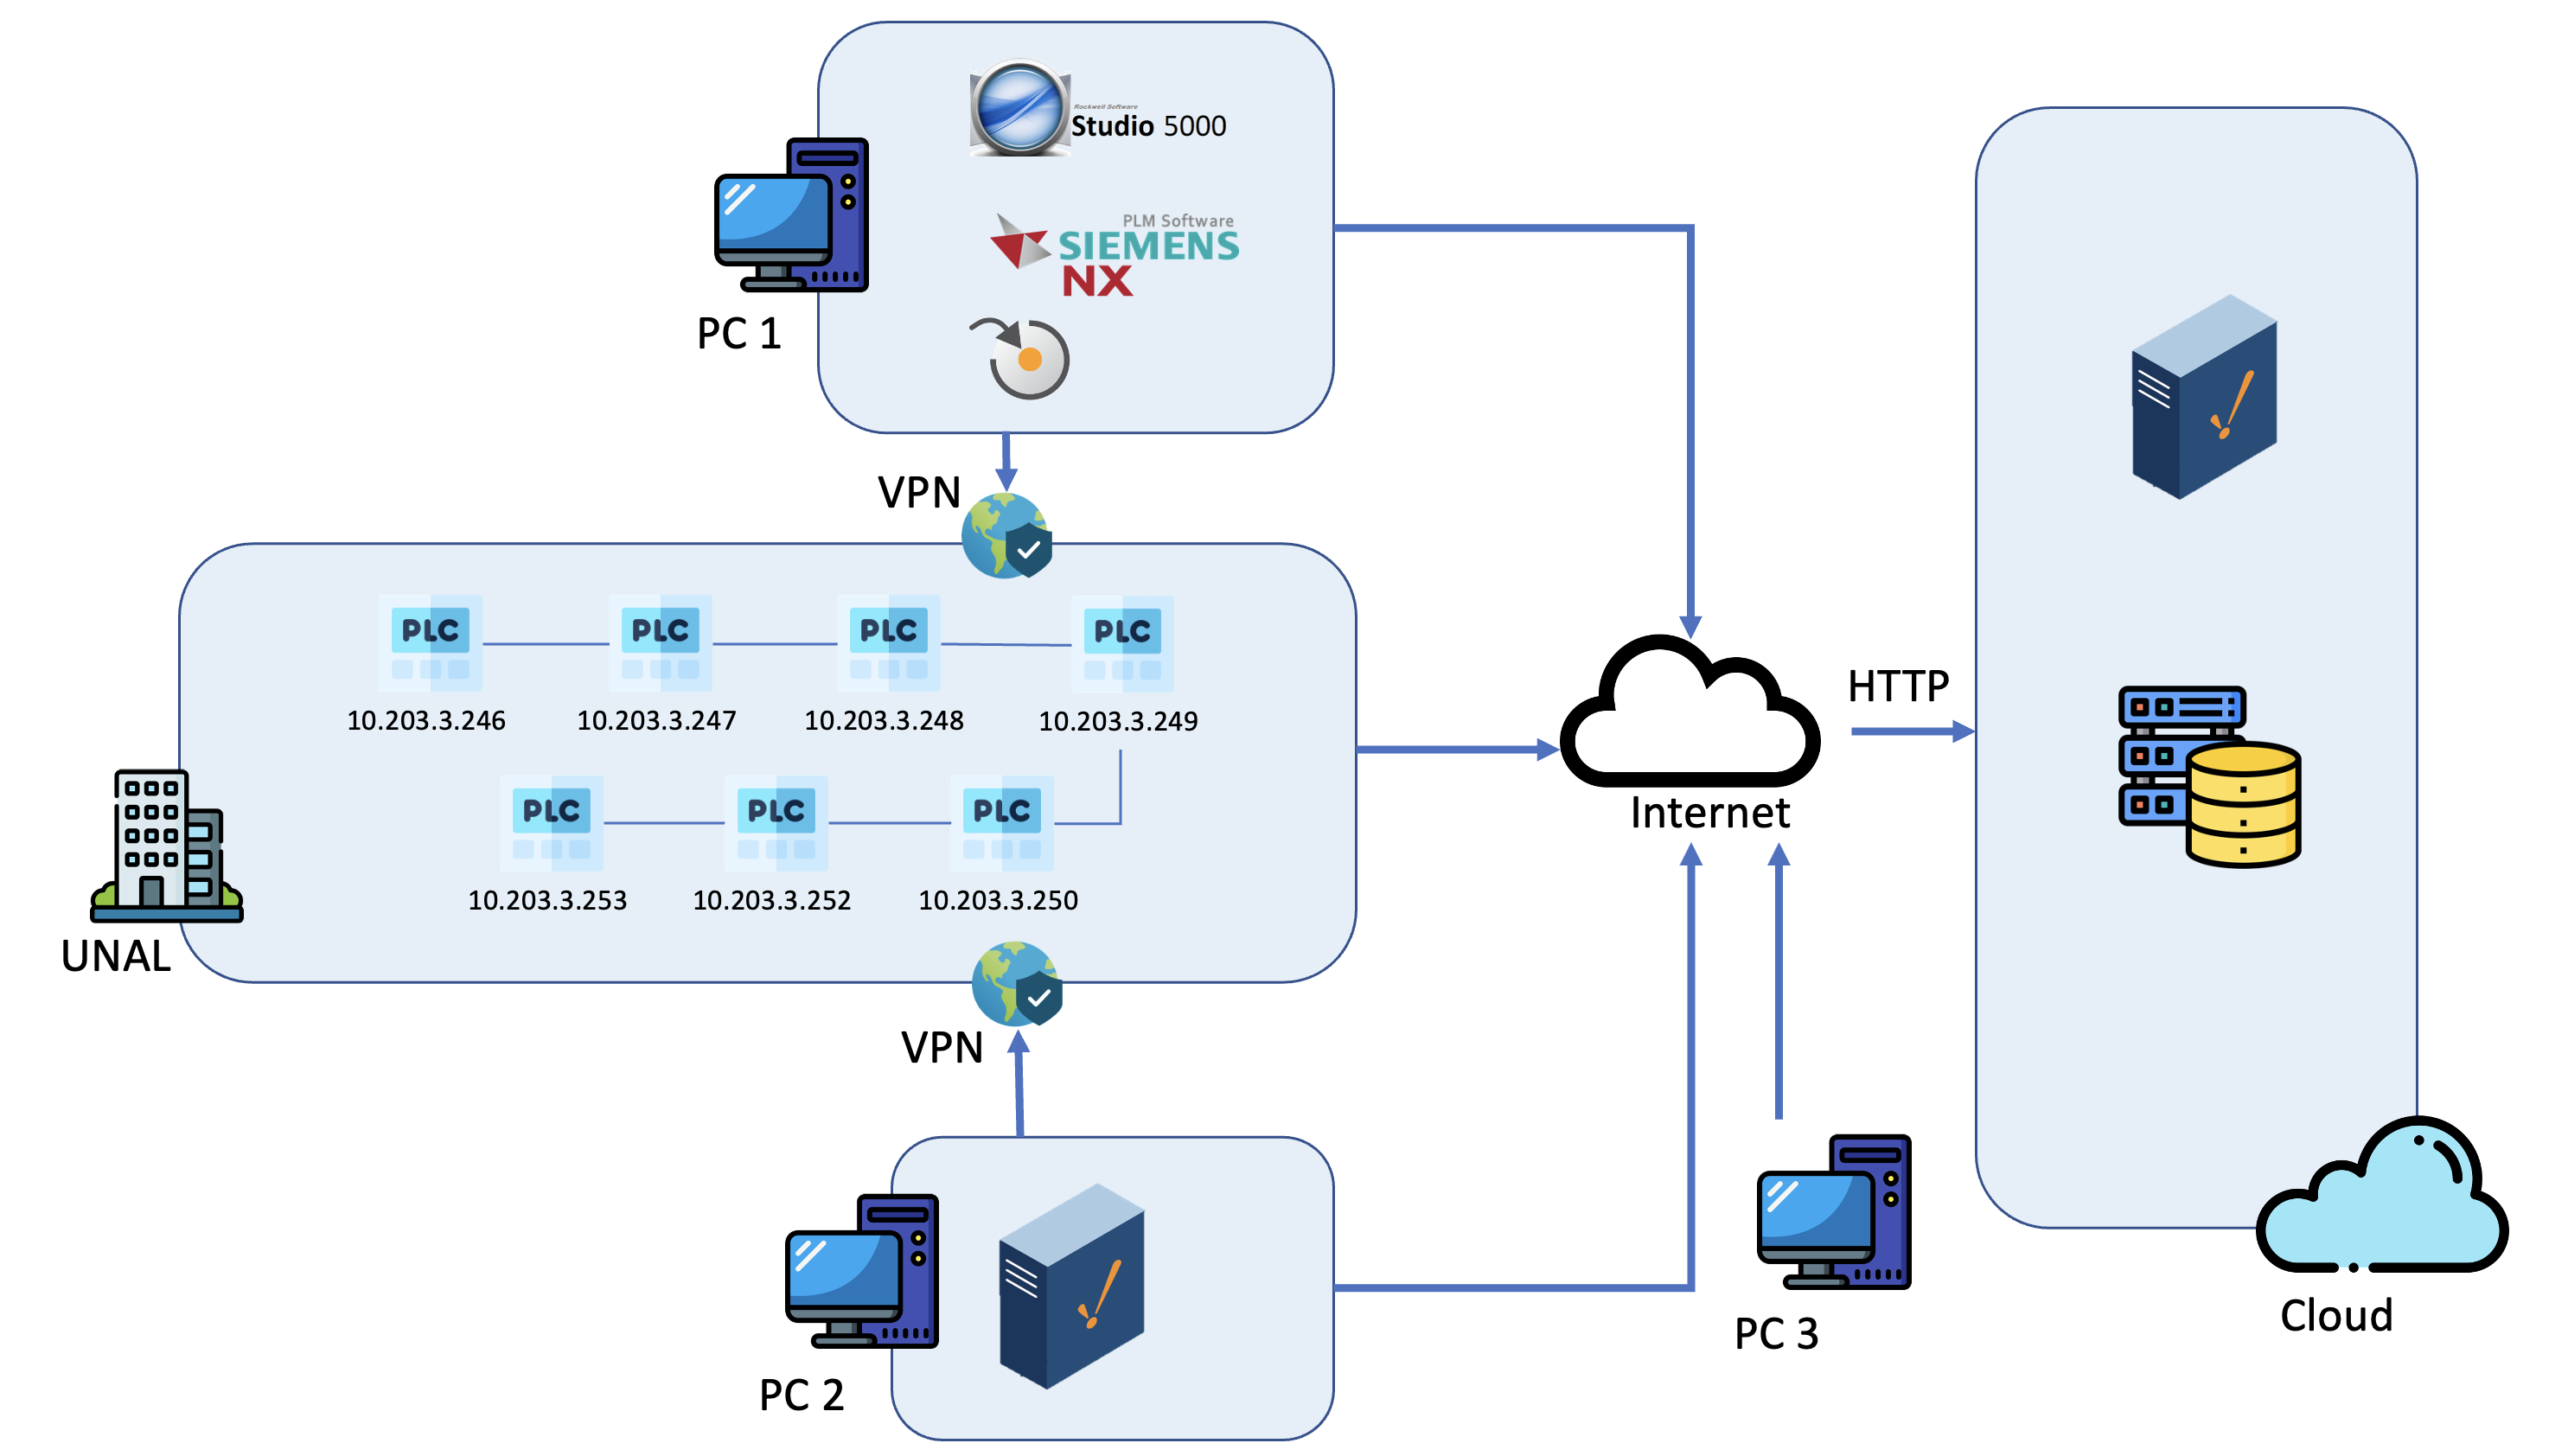 Rockwell Software
Studio 5000
PLM Software
SIEMENS
NX
PC 1
VPN
PLC
PLC
PLC
PLC
10.203.3.246
10.203.3.247
10.203.3.248
10.203.3.249
PLC
PLC
PLC
10.203.3.253
10.203.3.252
10.203.3.250
UNAL
VPN
PC 2
Internet
HTTP
PC 3
Cloud